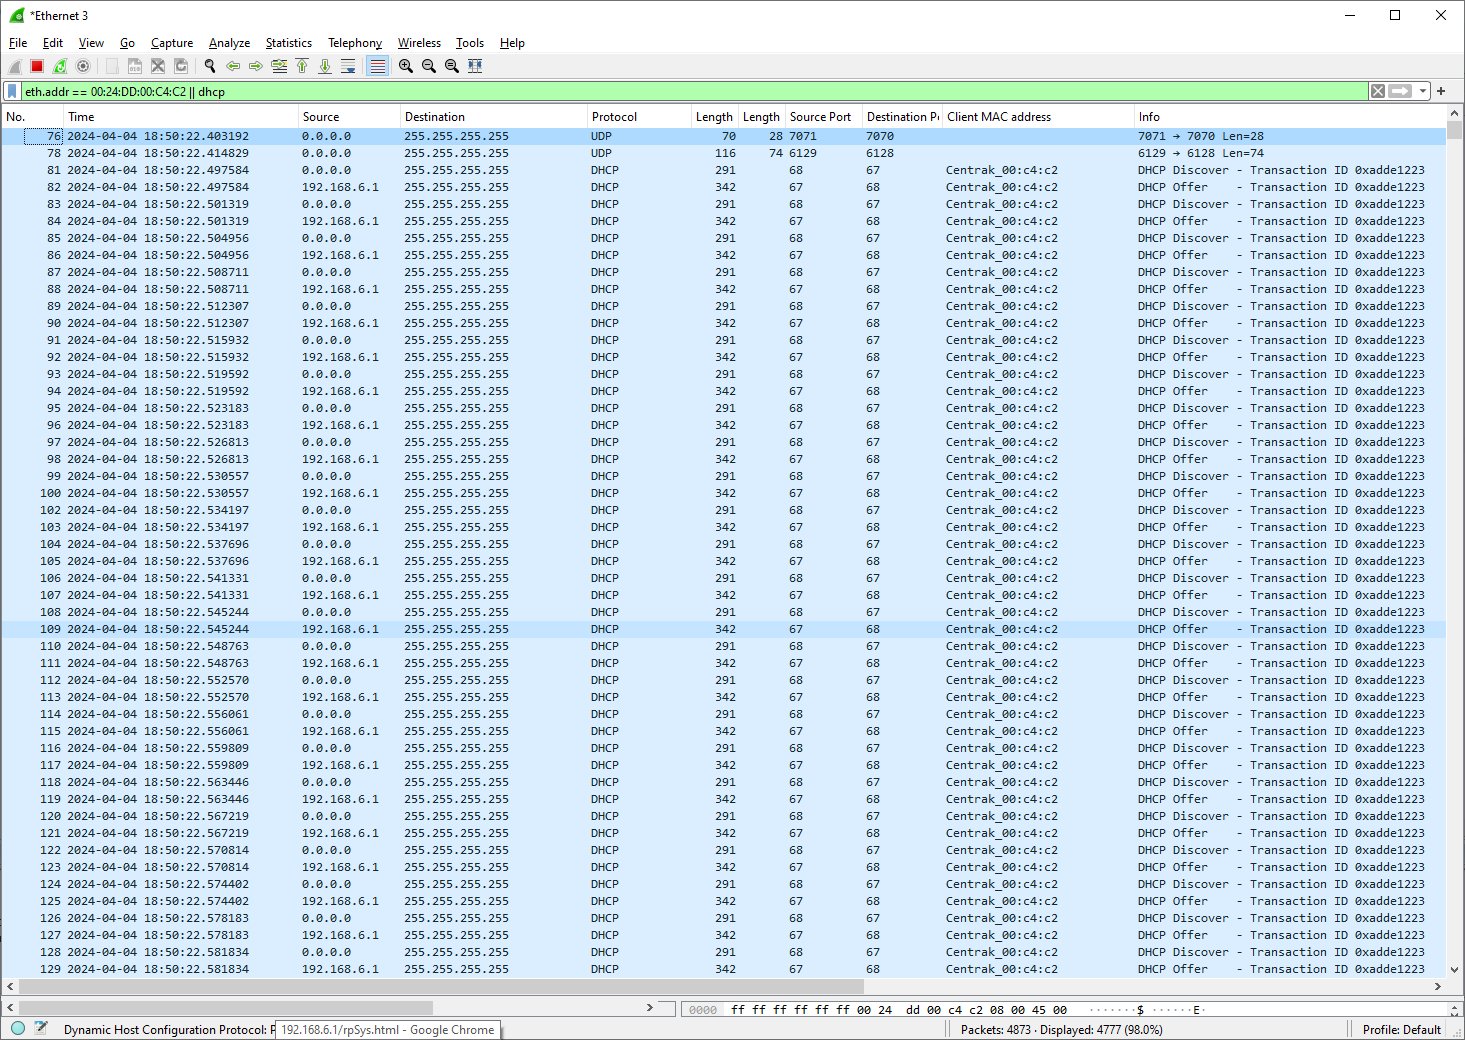 *Ethernet 3
File Edit View Go Capture Analyze Statistics Telephony Wireless Tools Help
eth.addr == 00:24:DD:00:C4:C2 || dhcp
No. Time Source Destination Protocol Length Length Source Port Destination Po Client MAC address Info
76 2024-04-04 18:50:22.403192 0.0.0.0 255.255.255.255 UDP 70 28 7071 7070 7071 → 7070 Len=28
78 2024-04-04 18:50:22.414829 0.0.0.0 255.255.255.255 UDP 116 74 6129 6128 6129 → 6128 Len=74
81 2024-04-04 18:50:22.497584 0.0.0.0 255.255.255.255 DHCP 291 68 67 Centrak_00:c4:c2 DHCP Discover - Transaction ID 0xadde1223
82 2024-04-04 18:50:22.497584 192.168.6.1 255.255.255.255 DHCP 342 67 68 Centrak_00:c4:c2 DHCP Offer - Transaction ID 0xadde1223
83 2024-04-04 18:50:22.501319 0.0.0.0 255.255.255.255 DHCP 291 68 67 Centrak_00:c4:c2 DHCP Discover - Transaction ID 0xadde1223
84 2024-04-04 18:50:22.501319 192.168.6.1 255.255.255.255 DHCP 342 67 68 Centrak_00:c4:c2 DHCP Offer - Transaction ID 0xadde1223
85 2024-04-04 18:50:22.504956 0.0.0.0 255.255.255.255 DHCP 291 68 67 Centrak_00:c4:c2 DHCP Discover - Transaction ID 0xadde1223
86 2024-04-04 18:50:22.504956 192.168.6.1 255.255.255.255 DHCP 342 67 68 Centrak_00:c4:c2 DHCP Offer - Transaction ID 0xadde1223
87 2024-04-04 18:50:22.508711 0.0.0.0 255.255.255.255 DHCP 291 68 67 Centrak_00:c4:c2 DHCP Discover - Transaction ID 0xadde1223
88 2024-04-04 18:50:22.508711 192.168.6.1 255.255.255.255 DHCP 342 67 68 Centrak_00:c4:c2 DHCP Offer - Transaction ID 0xadde1223
89 2024-04-04 18:50:22.512307 0.0.0.0 255.255.255.255 DHCP 291 68 67 Centrak_00:c4:c2 DHCP Discover - Transaction ID 0xadde1223
90 2024-04-04 18:50:22.512307 192.168.6.1 255.255.255.255 DHCP 342 67 68 Centrak_00:c4:c2 DHCP Offer - Transaction ID 0xadde1223
91 2024-04-04 18:50:22.515932 0.0.0.0 255.255.255.255 DHCP 291 68 67 Centrak_00:c4:c2 DHCP Discover - Transaction ID 0xadde1223
92 2024-04-04 18:50:22.515932 192.168.6.1 255.255.255.255 DHCP 342 67 68 Centrak_00:c4:c2 DHCP Offer - Transaction ID 0xadde1223
93 2024-04-04 18:50:22.519592 0.0.0.0 255.255.255.255 DHCP 291 68 67 Centrak_00:c4:c2 DHCP Discover - Transaction ID 0xadde1223
94 2024-04-04 18:50:22.519592 192.168.6.1 255.255.255.255 DHCP 342 67 68 Centrak_00:c4:c2 DHCP Offer - Transaction ID 0xadde1223
95 2024-04-04 18:50:22.523183 0.0.0.0 255.255.255.255 DHCP 291 68 67 Centrak_00:c4:c2 DHCP Discover - Transaction ID 0xadde1223
96 2024-04-04 18:50:22.523183 192.168.6.1 255.255.255.255 DHCP 342 67 68 Centrak_00:c4:c2 DHCP Offer - Transaction ID 0xadde1223
97 2024-04-04 18:50:22.526813 0.0.0.0 255.255.255.255 DHCP 291 68 67 Centrak_00:c4:c2 DHCP Discover - Transaction ID 0xadde1223
98 2024-04-04 18:50:22.526813 192.168.6.1 255.255.255.255 DHCP 342 67 68 Centrak_00:c4:c2 DHCP Offer - Transaction ID 0xadde1223
99 2024-04-04 18:50:22.530557 0.0.0.0 255.255.255.255 DHCP 291 68 67 Centrak_00:c4:c2 DHCP Discover - Transaction ID 0xadde1223
100 2024-04-04 18:50:22.530557 192.168.6.1 255.255.255.255 DHCP 342 67 68 Centrak_00:c4:c2 DHCP Offer - Transaction ID 0xadde1223
102 2024-04-04 18:50:22.534197 0.0.0.0 255.255.255.255 DHCP 291 68 67 Centrak_00:c4:c2 DHCP Discover - Transaction ID 0xadde1223
103 2024-04-04 18:50:22.534197 192.168.6.1 255.255.255.255 DHCP 342 67 68 Centrak_00:c4:c2 DHCP Offer - Transaction ID 0xadde1223
104 2024-04-04 18:50:22.537696 0.0.0.0 255.255.255.255 DHCP 291 68 67 Centrak_00:c4:c2 DHCP Discover - Transaction ID 0xadde1223
105 2024-04-04 18:50:22.537696 192.168.6.1 255.255.255.255 DHCP 342 67 68 Centrak_00:c4:c2 DHCP Offer - Transaction ID 0xadde1223
106 2024-04-04 18:50:22.541331 0.0.0.0 255.255.255.255 DHCP 291 68 67 Centrak_00:c4:c2 DHCP Discover - Transaction ID 0xadde1223
107 2024-04-04 18:50:22.541331 192.168.6.1 255.255.255.255 DHCP 342 67 68 Centrak_00:c4:c2 DHCP Offer - Transaction ID 0xadde1223
108 2024-04-04 18:50:22.545244 0.0.0.0 255.255.255.255 DHCP 291 68 67 Centrak_00:c4:c2 DHCP Discover - Transaction ID 0xadde1223
109 2024-04-04 18:50:22.545244 192.168.6.1 255.255.255.255 DHCP 342 67 68 Centrak_00:c4:c2 DHCP Offer - Transaction ID 0xadde1223
110 2024-04-04 18:50:22.548763 0.0.0.0 255.255.255.255 DHCP 291 68 67 Centrak_00:c4:c2 DHCP Discover - Transaction ID 0xadde1223
111 2024-04-04 18:50:22.548763 192.168.6.1 255.255.255.255 DHCP 342 67 68 Centrak_00:c4:c2 DHCP Offer - Transaction ID 0xadde1223
112 2024-04-04 18:50:22.552570 0.0.0.0 255.255.255.255 DHCP 291 68 67 Centrak_00:c4:c2 DHCP Discover - Transaction ID 0xadde1223
113 2024-04-04 18:50:22.552570 192.168.6.1 255.255.255.255 DHCP 342 67 68 Centrak_00:c4:c2 DHCP Offer - Transaction ID 0xadde1223
114 2024-04-04 18:50:22.556061 0.0.0.0 255.255.255.255 DHCP 291 68 67 Centrak_00:c4:c2 DHCP Discover - Transaction ID 0xadde1223
115 2024-04-04 18:50:22.556061 192.168.6.1 255.255.255.255 DHCP 342 67 68 Centrak_00:c4:c2 DHCP Offer - Transaction ID 0xadde1223
116 2024-04-04 18:50:22.559809 0.0.0.0 255.255.255.255 DHCP 291 68 67 Centrak_00:c4:c2 DHCP Discover - Transaction ID 0xadde1223
117 2024-04-04 18:50:22.559809 192.168.6.1 255.255.255.255 DHCP 342 67 68 Centrak_00:c4:c2 DHCP Offer - Transaction ID 0xadde1223
118 2024-04-04 18:50:22.563446 0.0.0.0 255.255.255.255 DHCP 291 68 67 Centrak_00:c4:c2 DHCP Discover - Transaction ID 0xadde1223
119 2024-04-04 18:50:22.563446 192.168.6.1 255.255.255.255 DHCP 342 67 68 Centrak_00:c4:c2 DHCP Offer - Transaction ID 0xadde1223
120 2024-04-04 18:50:22.567219 0.0.0.0 255.255.255.255 DHCP 291 68 67 Centrak_00:c4:c2 DHCP Discover - Transaction ID 0xadde1223
121 2024-04-04 18:50:22.567219 192.168.6.1 255.255.255.255 DHCP 342 67 68 Centrak_00:c4:c2 DHCP Offer - Transaction ID 0xadde1223
122 2024-04-04 18:50:22.570814 0.0.0.0 255.255.255.255 DHCP 291 68 67 Centrak_00:c4:c2 DHCP Discover - Transaction ID 0xadde1223
123 2024-04-04 18:50:22.570814 192.168.6.1 255.255.255.255 DHCP 342 67 68 Centrak_00:c4:c2 DHCP Offer - Transaction ID 0xadde1223
124 2024-04-04 18:50:22.574402 0.0.0.0 255.255.255.255 DHCP 291 68 67 Centrak_00:c4:c2 DHCP Discover - Transaction ID 0xadde1223
125 2024-04-04 18:50:22.574402 192.168.6.1 255.255.255.255 DHCP 342 67 68 Centrak_00:c4:c2 DHCP Offer - Transaction ID 0xadde1223
126 2024-04-04 18:50:22.578183 0.0.0.0 255.255.255.255 DHCP 291 68 67 Centrak_00:c4:c2 DHCP Discover - Transaction ID 0xadde1223
127 2024-04-04 18:50:22.578183 192.168.6.1 255.255.255.255 DHCP 342 67 68 Centrak_00:c4:c2 DHCP Offer - Transaction ID 0xadde1223
128 2024-04-04 18:50:22.581834 0.0.0.0 255.255.255.255 DHCP 291 68 67 Centrak_00:c4:c2 DHCP Discover - Transaction ID 0xadde1223
129 2024-04-04 18:50:22.581834 192.168.6.1 255.255.255.255 DHCP 342 67 68 Centrak_00:c4:c2 DHCP Offer - Transaction ID 0xadde1223
0000 ff ff ff ff ff ff 00 24 dd 00 c4 c2 08 00 45 00 ·······$ ······E·
Dynamic Host Configuration Protocol: P 192.168.6.1/rpSys.html - Google Chrome Packets: 4873 · Displayed: 4777 (98.0%) Profile: Default